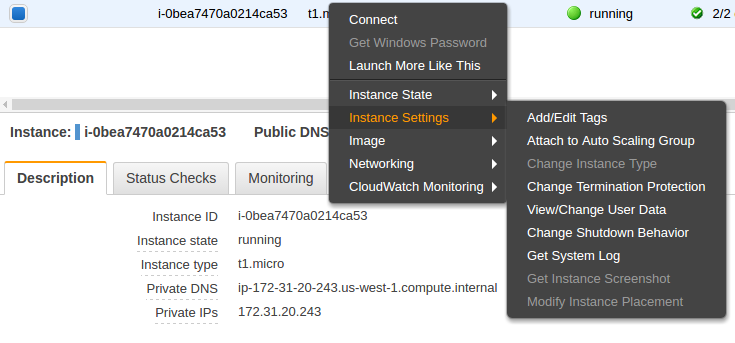 i-0bea7470a0214ca53 t1.m running 2/2
Connect
Get Windows Password
Launch More Like This
Instance State
Instance Settings
Image
Networking
CloudWatch Monitoring
Add/Edit Tags
Attach to Auto Scaling Group
Change Instance Type
Change Termination Protection
View/Change User Data
Change Shutdown Behavior
Get System Log
Get Instance Screenshot
Modify Instance Placement
Instance: i-0bea7470a0214ca53 Public DNS
Description Status Checks Monitoring
Instance ID i-0bea7470a0214ca53
Instance state running
Instance type t1.micro
Private DNS ip-172-31-20-243.us-west-1.compute.internal
Private IPs 172.31.20.243